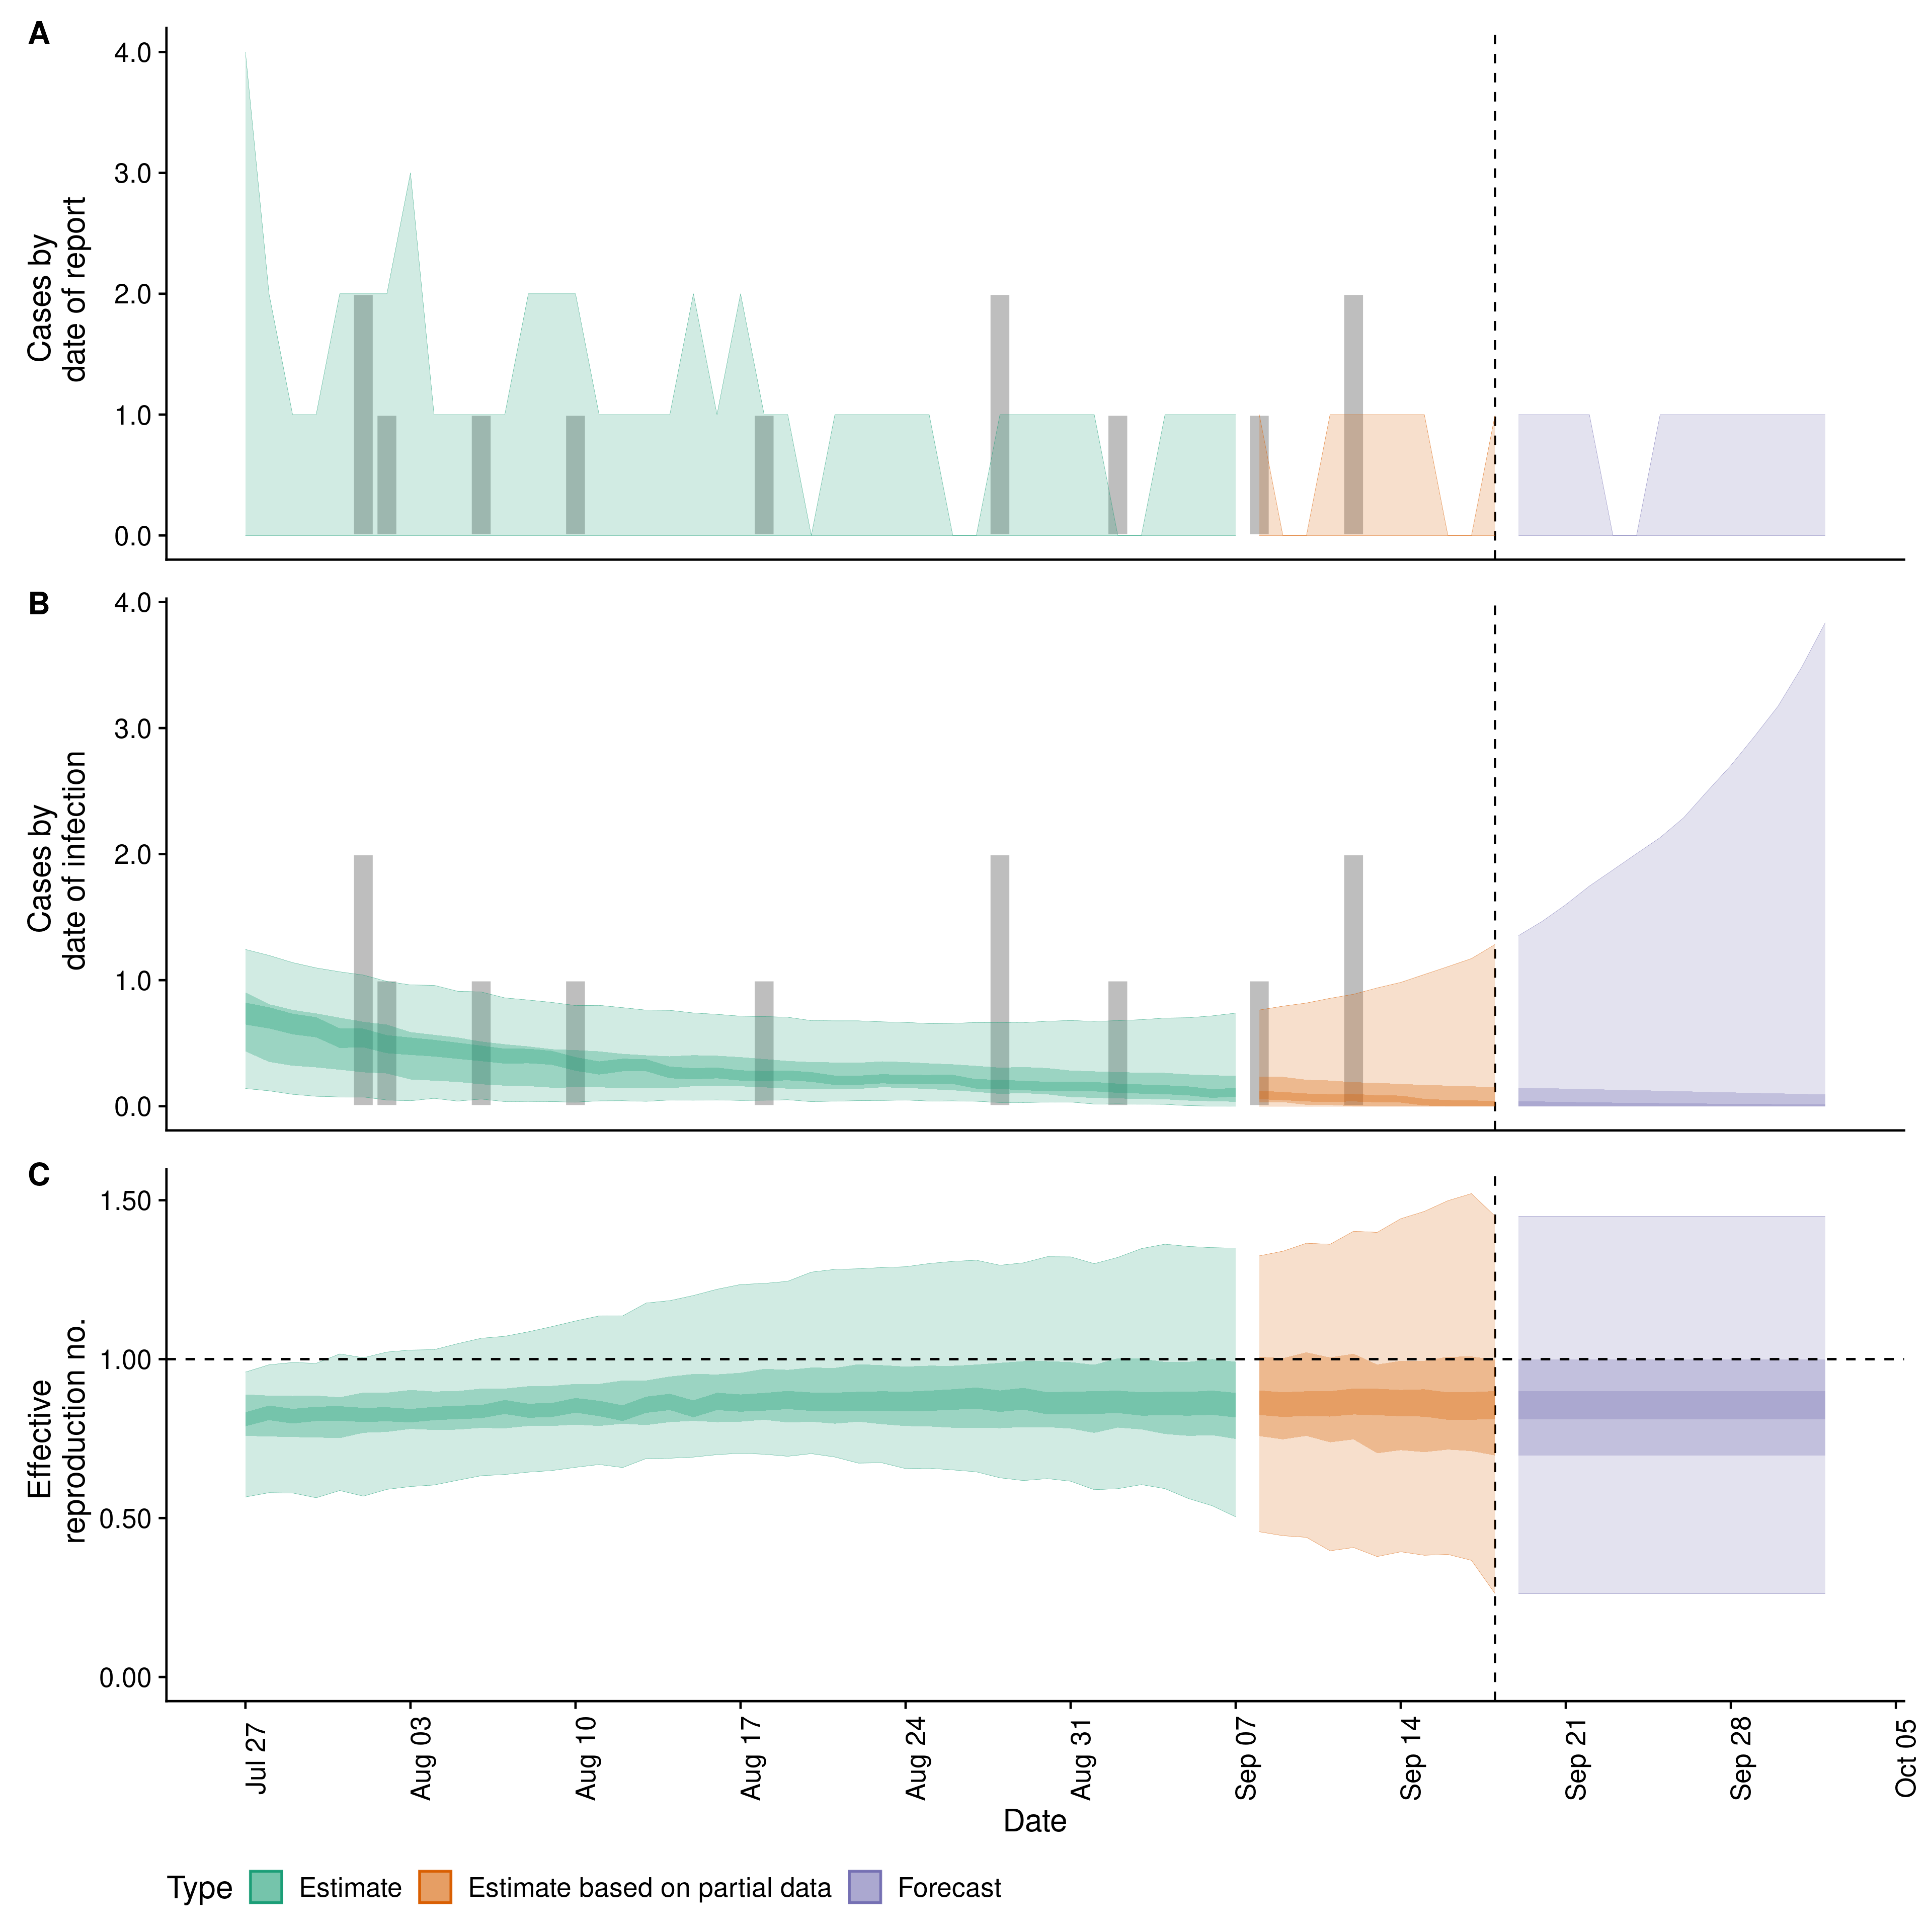 A
4.0
3.0
2.0
1.0
0.0
Cases by
date of report
B
4.0
3.0
2.0
1.0
0.0
Cases by
date of infection
C
1.50
1.00
0.50
0.00
Effective
reproduction no.
Jul 27
Aug 03
Aug 10
Aug 17
Aug 24
Aug 31
Sep 07
Sep 14
Sep 21
Sep 28
Oct 05
Date
Type Estimate Estimate based on partial data Forecast